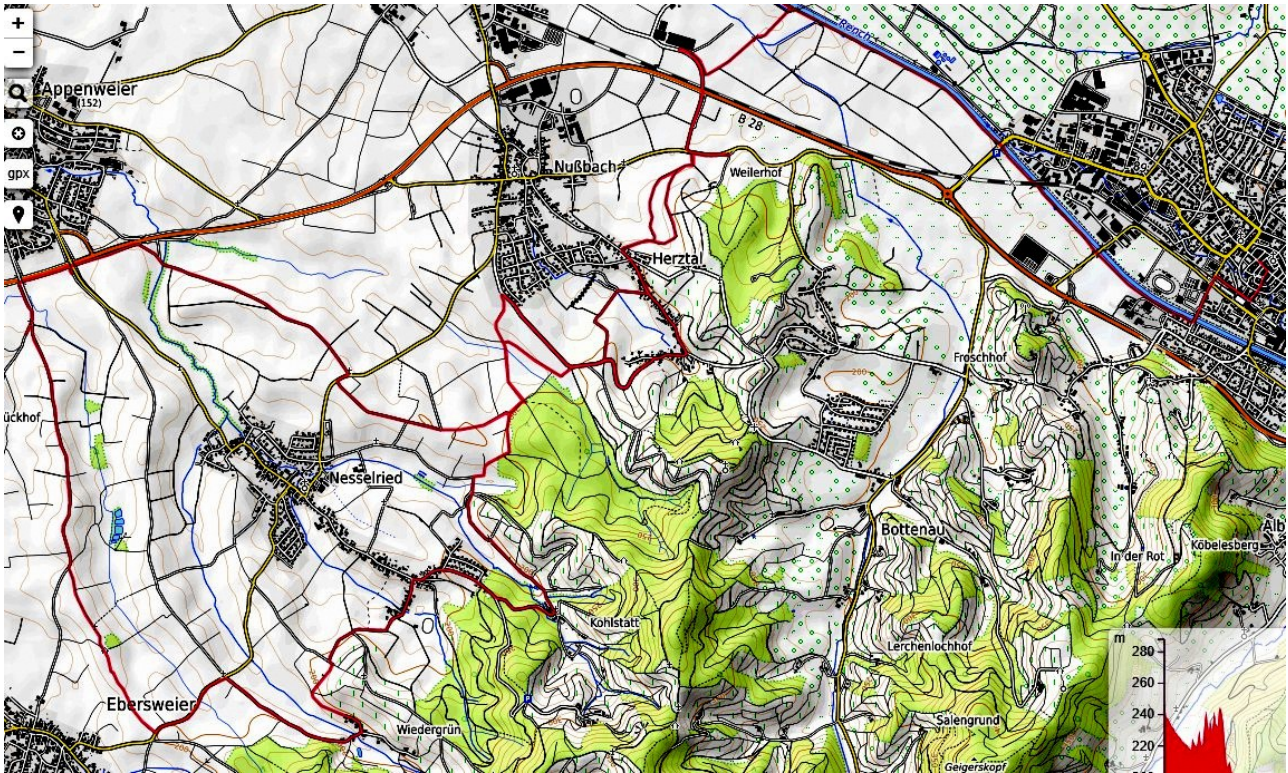 +
−
gpx
Appenweier
(152)
Rench
B 28
Nußbach
Weilerhof
Herztal
Froschhof
200
ückhof
Nesselried
Bottenau
In der Rot
Köbelesberg
Kohlstatt
Lerchenlochhof
Ebersweier
Wiedergrün
Salengrund
Geigerskopf
m
280
260
240
220